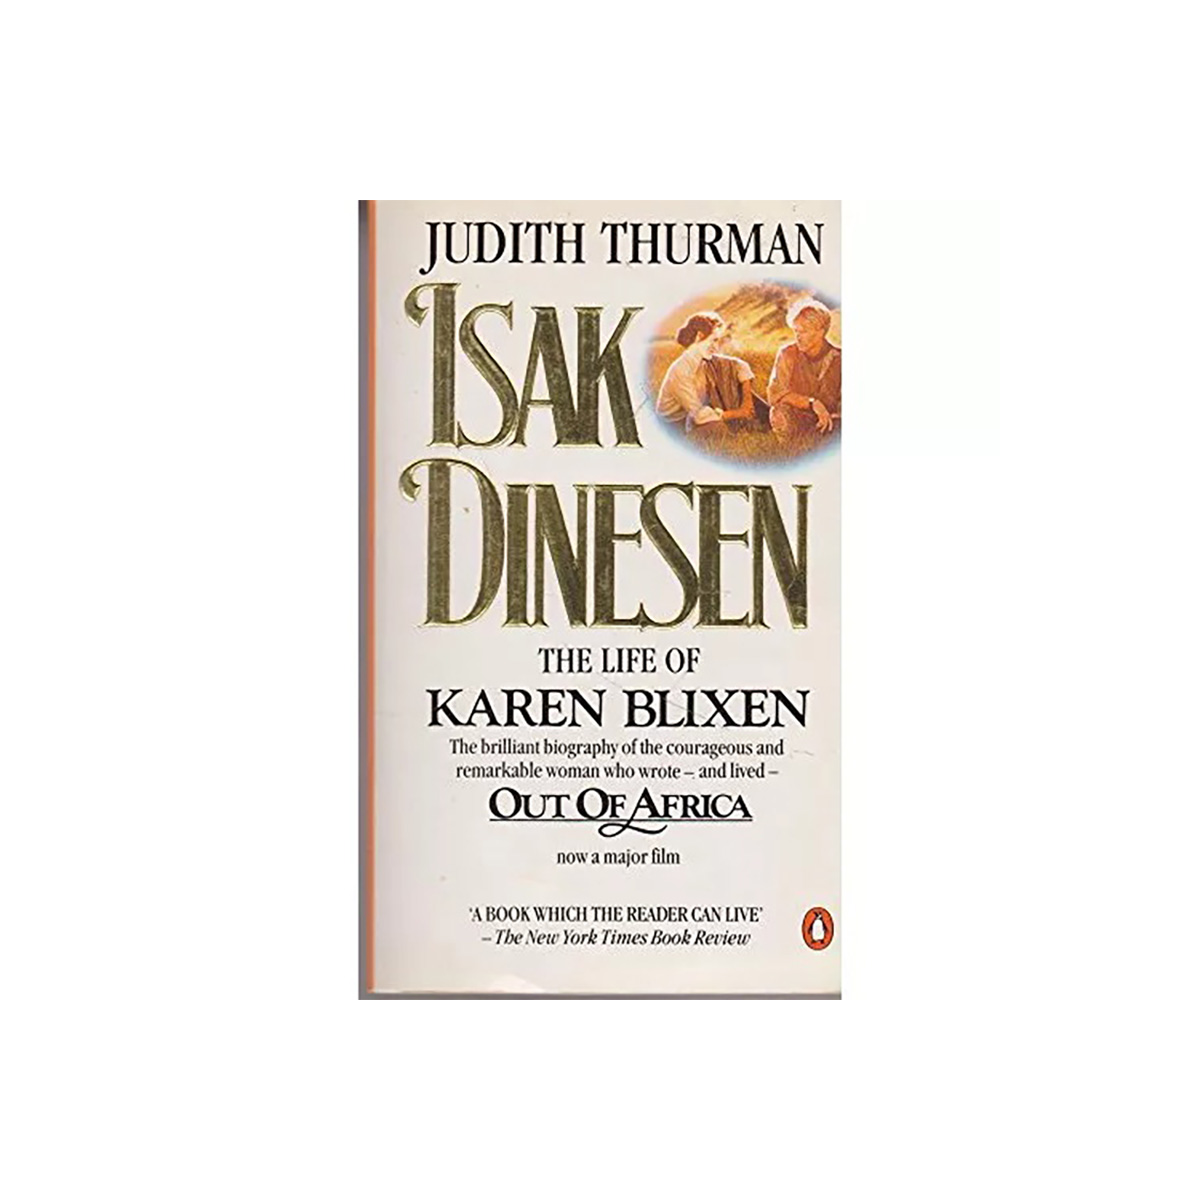 JUDITH THURMAN
ISAK
DINESEN
THE LIFE OF
KAREN BLIXEN
The brilliant biography of the courageous and
remarkable woman who wrote – and lived –
OUT OF AFRICA
now a major film
'A BOOK WHICH THE READER CAN LIVE'
– The New York Times Book Review